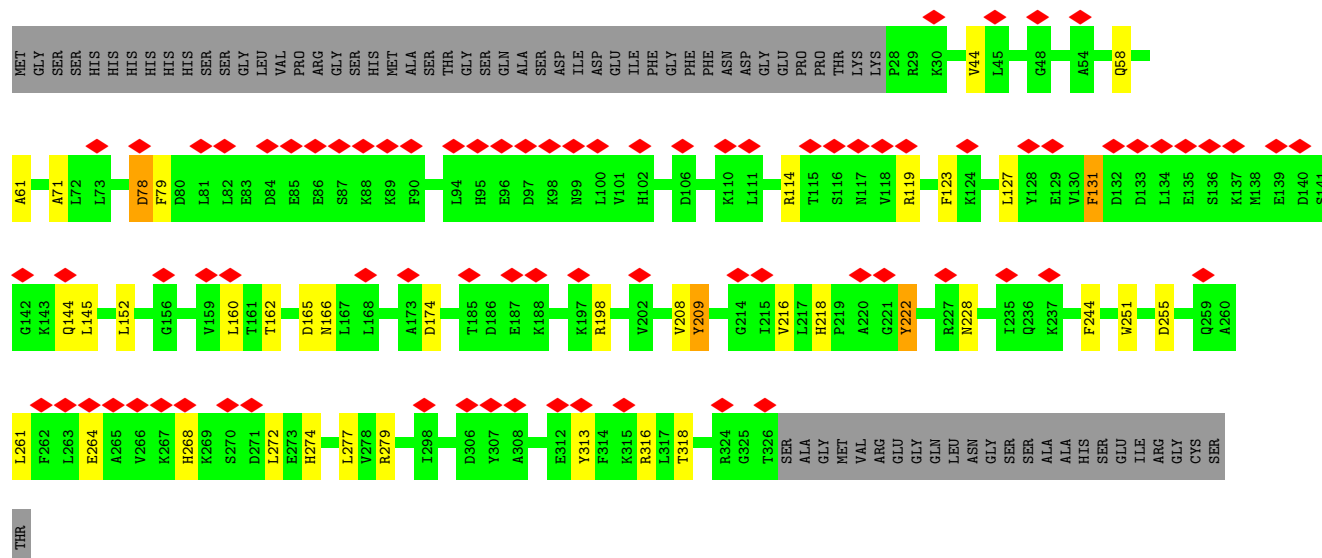 MET GLY SER SER HIS HIS HIS HIS HIS HIS SER SER GLY LEU VAL PRO ARG GLY SER HIS MET ALA SER THR GLY SER GLN ALA SER ASP ILE ASP GLU ILE PHE GLY PHE PHE ASN ASP GLY GLU PRO PRO THR LYS LYS P28 R29 K30 V44 L45 G48 A54 Q58
A61 A71 L72 L73 D78 F79 D80 L81 L82 E83 D84 E85 E86 S87 K88 K89 F90 L94 H95 E96 D97 K98 N99 L100 V101 H102 D106 K110 L111 R114 T115 S116 N117 V118 R119 F123 K124 L127 Y128 E129 V130 F131 D132 D133 L134 E135 S136 K137 M138 E139 D140 S141
G142 K143 Q144 L145 L152 G156 V159 L160 T161 T162 D165 N166 L167 L168 A173 D174 T185 D186 E187 K188 K197 R198 V202 V208 Y209 G214 I215 V216 L217 H218 P219 A220 G221 Y222 R227 N228 I235 Q236 K237 F244 W251 D255 Q259 A260
L261 F262 L263 E264 A265 V266 K267 H268 K269 S270 D271 L272 E273 H274 L277 V278 R279 I298 D306 Y307 A308 E312 Y313 F314 K315 R316 L317 T318 R324 G325 T326 SER ALA GLY MET VAL ARG GLU GLU GLY GLN LEU ASN GLY SER SER ALA ALA HIS SER GLU ILE ARG GLY CYS SER
THR